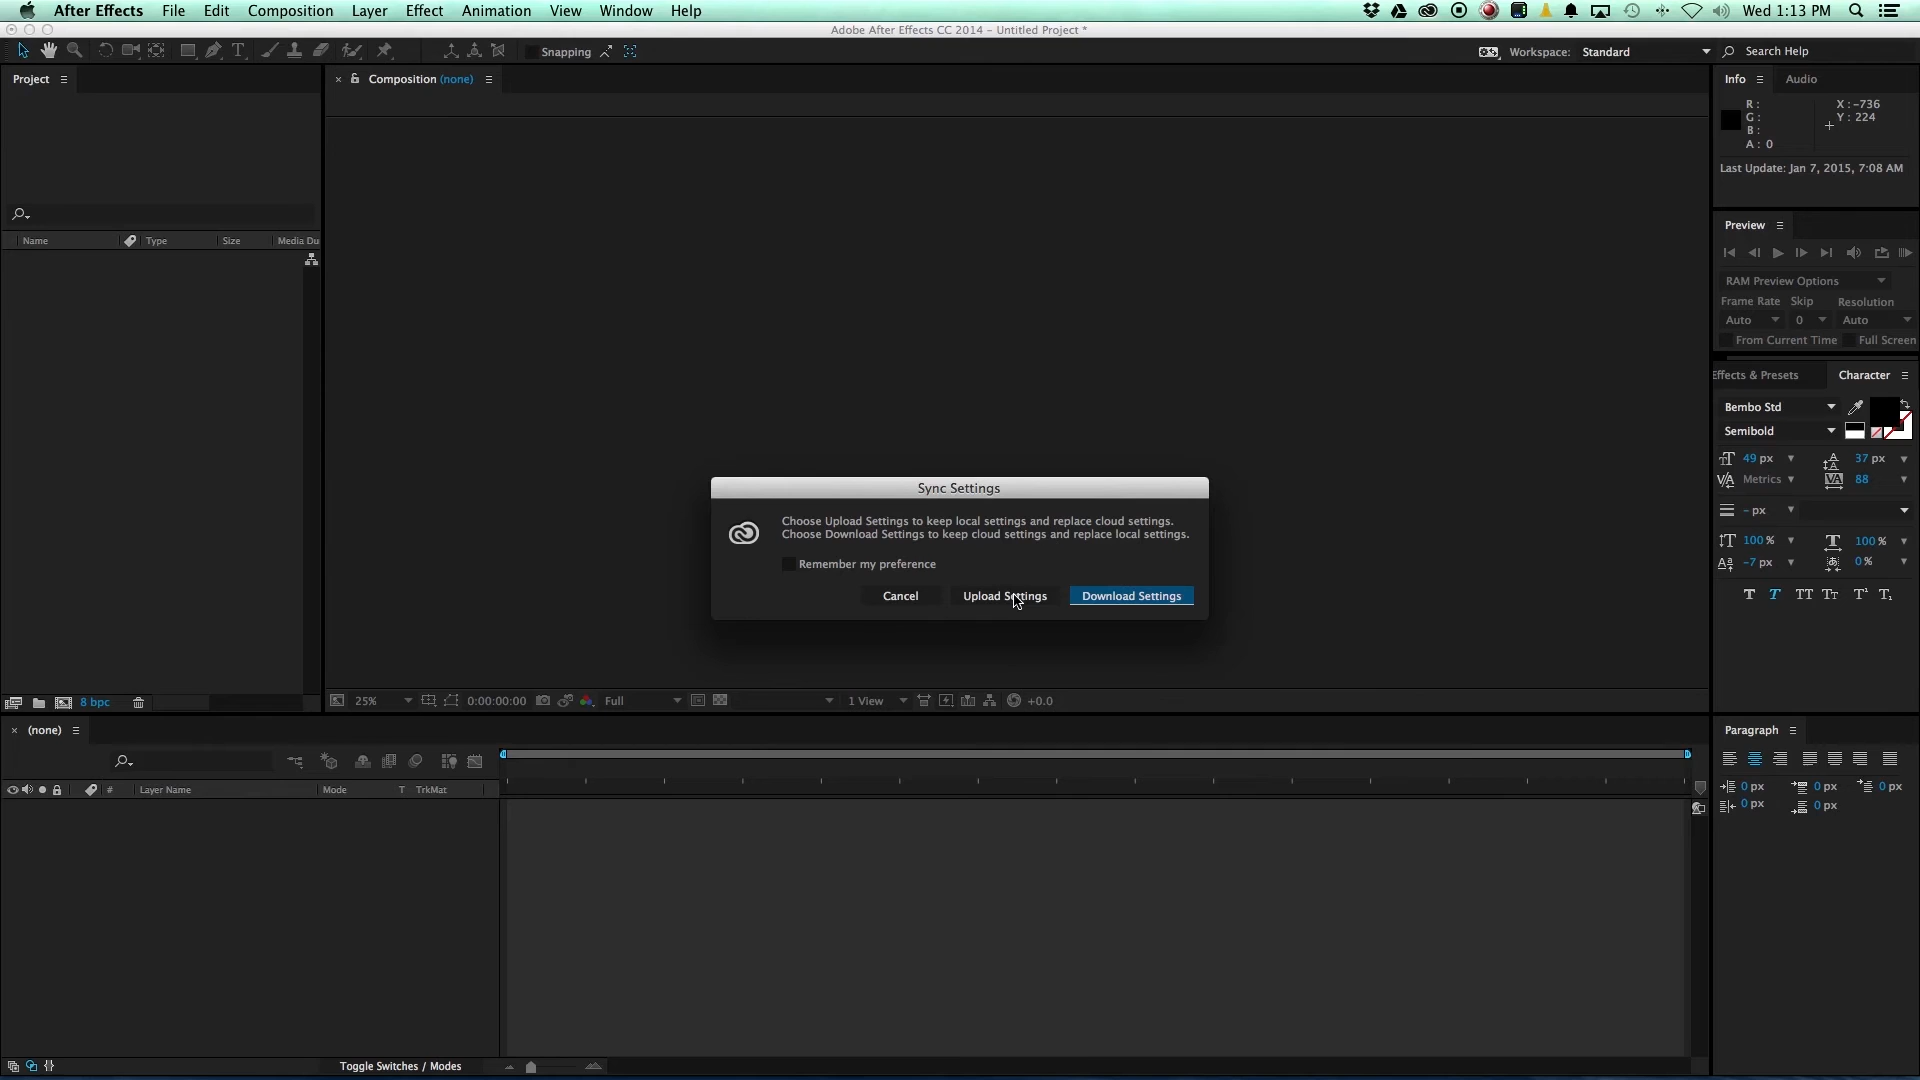 After Effects File Edit Composition Layer Effect Animation View Window Help Wed 1:13 PM
Adobe After Effects CC 2014 - Untitled Project *
T Snapping Workspace: Standard Search Help
Project
Composition (none)
Info Audio
R :
G :
B :
A : 0
X : -736
Y : 224
Last Update: Jan 7, 2015, 7:08 AM
Name Type Size Media Du
Preview
RAM Preview Options
Frame Rate Skip Resolution
Auto 0 Auto
From Current Time Full Screen
Effects & Presets Character
Bembo Std
Semibold
49 px 37 px
Metrics 88
- px
100 % 100 %
-7 px 0 %
T T TT Tт T¹ T₁
Sync Settings
Choose Upload Settings to keep local settings and replace cloud settings.
Choose Download Settings to keep cloud settings and replace local settings.
Remember my preference
Cancel Upload Settings Download Settings
8 bpc
25% 0:00:00:00 Full 1 View +0.0
(none)
# Layer Name Mode T TrkMat
Paragraph
0 px 0 px 0 px
0 px 0 px
Toggle Switches / Modes